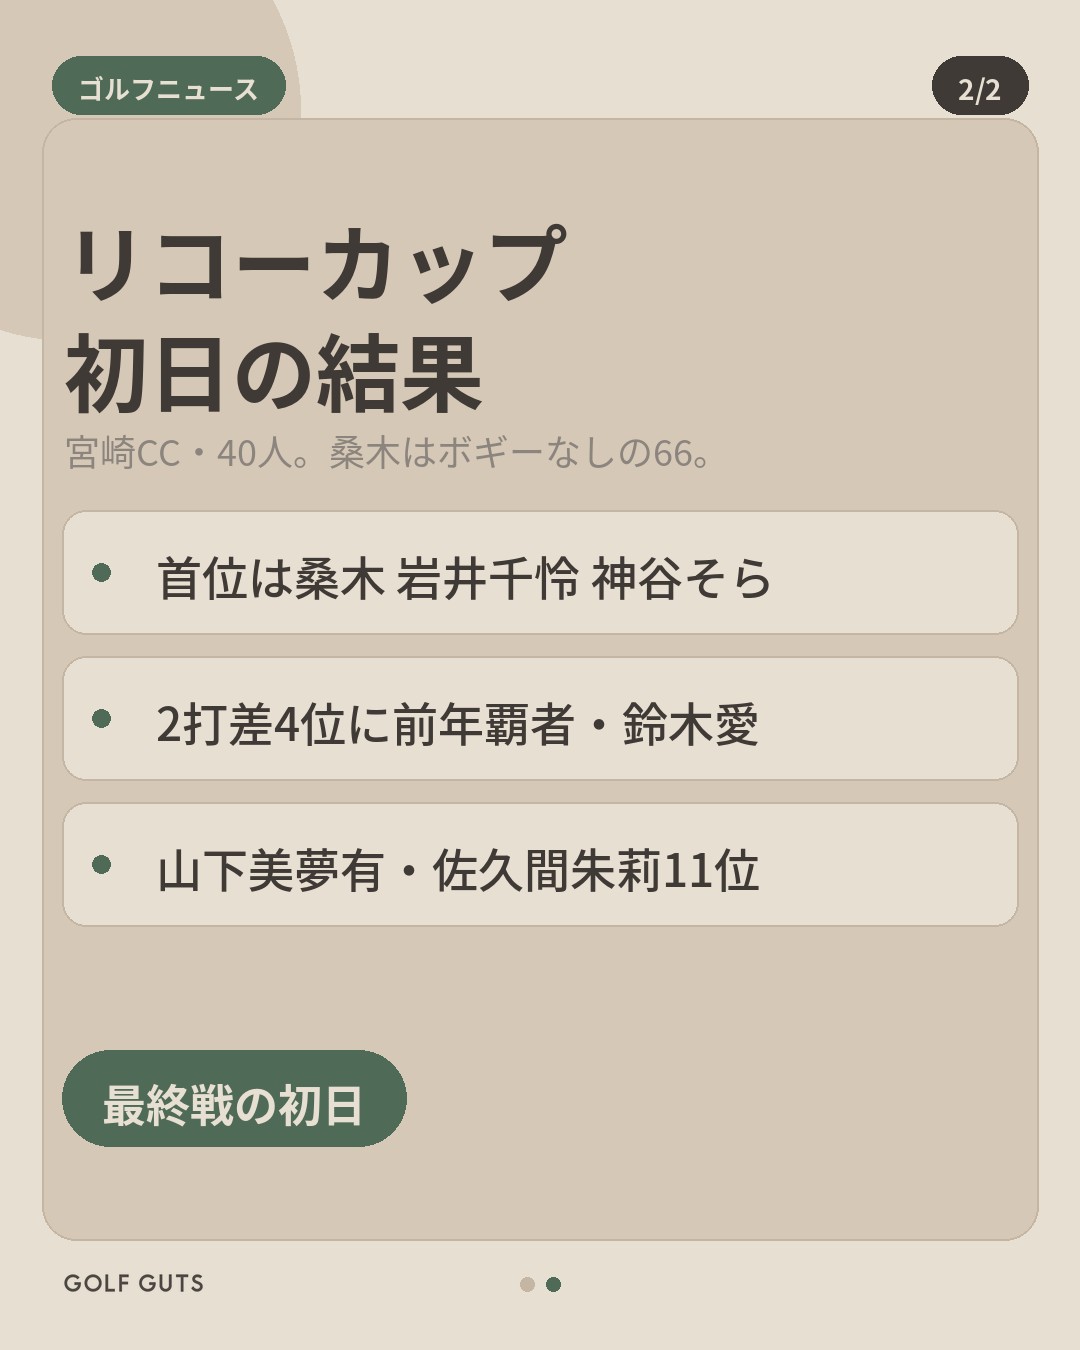 ゴルフニュース
2/2
リコーカップ
初日の結果
宮崎CC・40人。桑木はボギーなしの66。
首位は桑木 岩井千怜 神谷そら
2打差4位に前年覇者・鈴木愛
山下美夢有・佐久間朱莉11位
最終戦の初日
GOLF GUTS